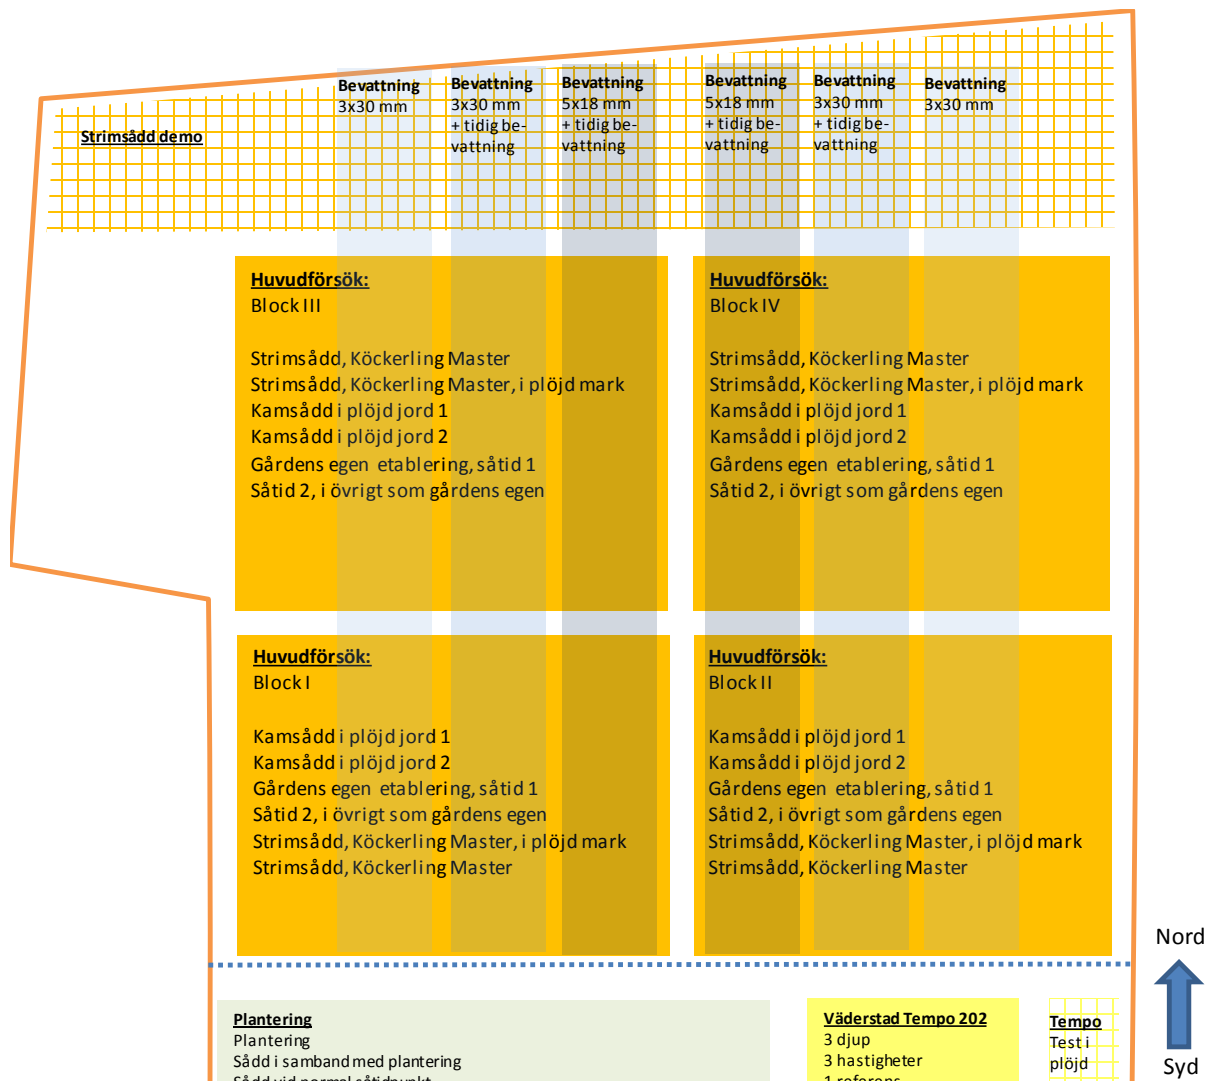 Bevattning
3x30 mm
Bevattning
3x30 mm
+ tidig be-
vattning
Bevattning
5x18 mm
+ tidig be-
vattning
Bevattning
5x18 mm
+ tidig be-
vattning
Bevattning
3x30 mm
+ tidig be-
vattning
Bevattning
3x30 mm
Strimsådd demo
Huvudförsök:
Block III
Strimsådd, Köckerling Master
Strimsådd, Köckerling Master, i plöjd mark
Kamsådd i plöjd jord 1
Kamsådd i plöjd jord 2
Gårdens egen etablering, såtid 1
Såtid 2, i övrigt som gårdens egen
Huvudförsök:
Block IV
Strimsådd, Köckerling Master
Strimsådd, Köckerling Master, i plöjd mark
Kamsådd i plöjd jord 1
Kamsådd i plöjd jord 2
Gårdens egen etablering, såtid 1
Såtid 2, i övrigt som gårdens egen
Huvudförsök:
Block I
Kamsådd i plöjd jord 1
Kamsådd i plöjd jord 2
Gårdens egen etablering, såtid 1
Såtid 2, i övrigt som gårdens egen
Strimsådd, Köckerling Master, i plöjd mark
Strimsådd, Köckerling Master
Huvudförsök:
Block II
Kamsådd i plöjd jord 1
Kamsådd i plöjd jord 2
Gårdens egen etablering, såtid 1
Såtid 2, i övrigt som gårdens egen
Strimsådd, Köckerling Master, i plöjd mark
Strimsådd, Köckerling Master
Nord
Syd
Plantering
Plantering
Sådd i samband med plantering
Sådd vid normal såtidpunkt
Väderstad Tempo 202
3 djup
3 hastigheter
1 referens
Tempo
Test i
plöjd